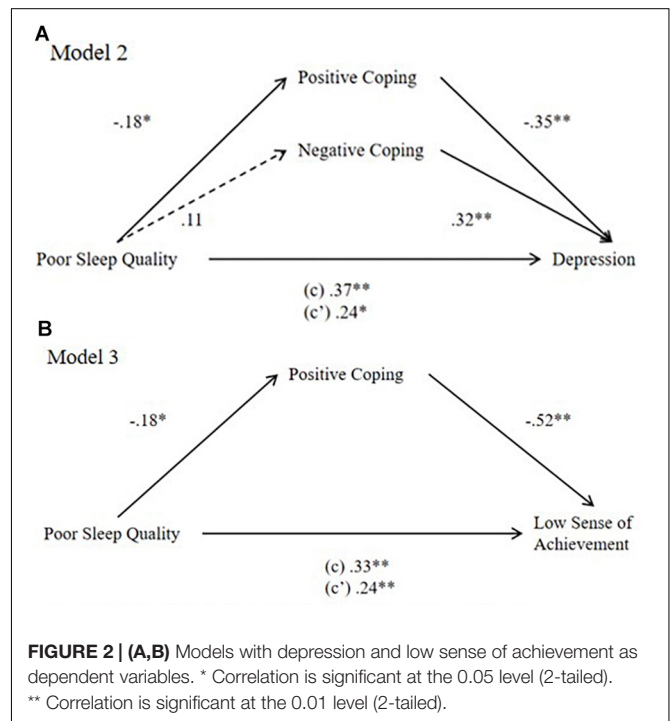 A
Model 2
Positive Coping
-.18*
-.35**
Negative Coping
.11
.32**
Poor Sleep Quality
Depression
(c) .37**
(c’) .24*
B
Model 3
Positive Coping
-.18*
-.52**
Poor Sleep Quality
Low Sense of
Achievement
(c) .33**
(c’) .24**
FIGURE 2 | (A,B) Models with depression and low sense of achievement as
dependent variables. * Correlation is significant at the 0.05 level (2-tailed).
** Correlation is significant at the 0.01 level (2-tailed).